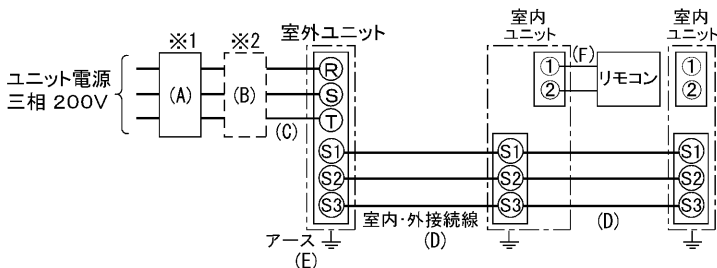 ※1
※2
室外ユニット
室内
ユニット
室内
ユニット
ユニット電源
三相 200V
(A)
(B)
(C)
R
S
T
S1
S2
S3
①
②
(F)
リモコン
①
②
S1
S2
S3
S1
S2
S3
アース
(E)
室内・外接続線
(D)
(D)